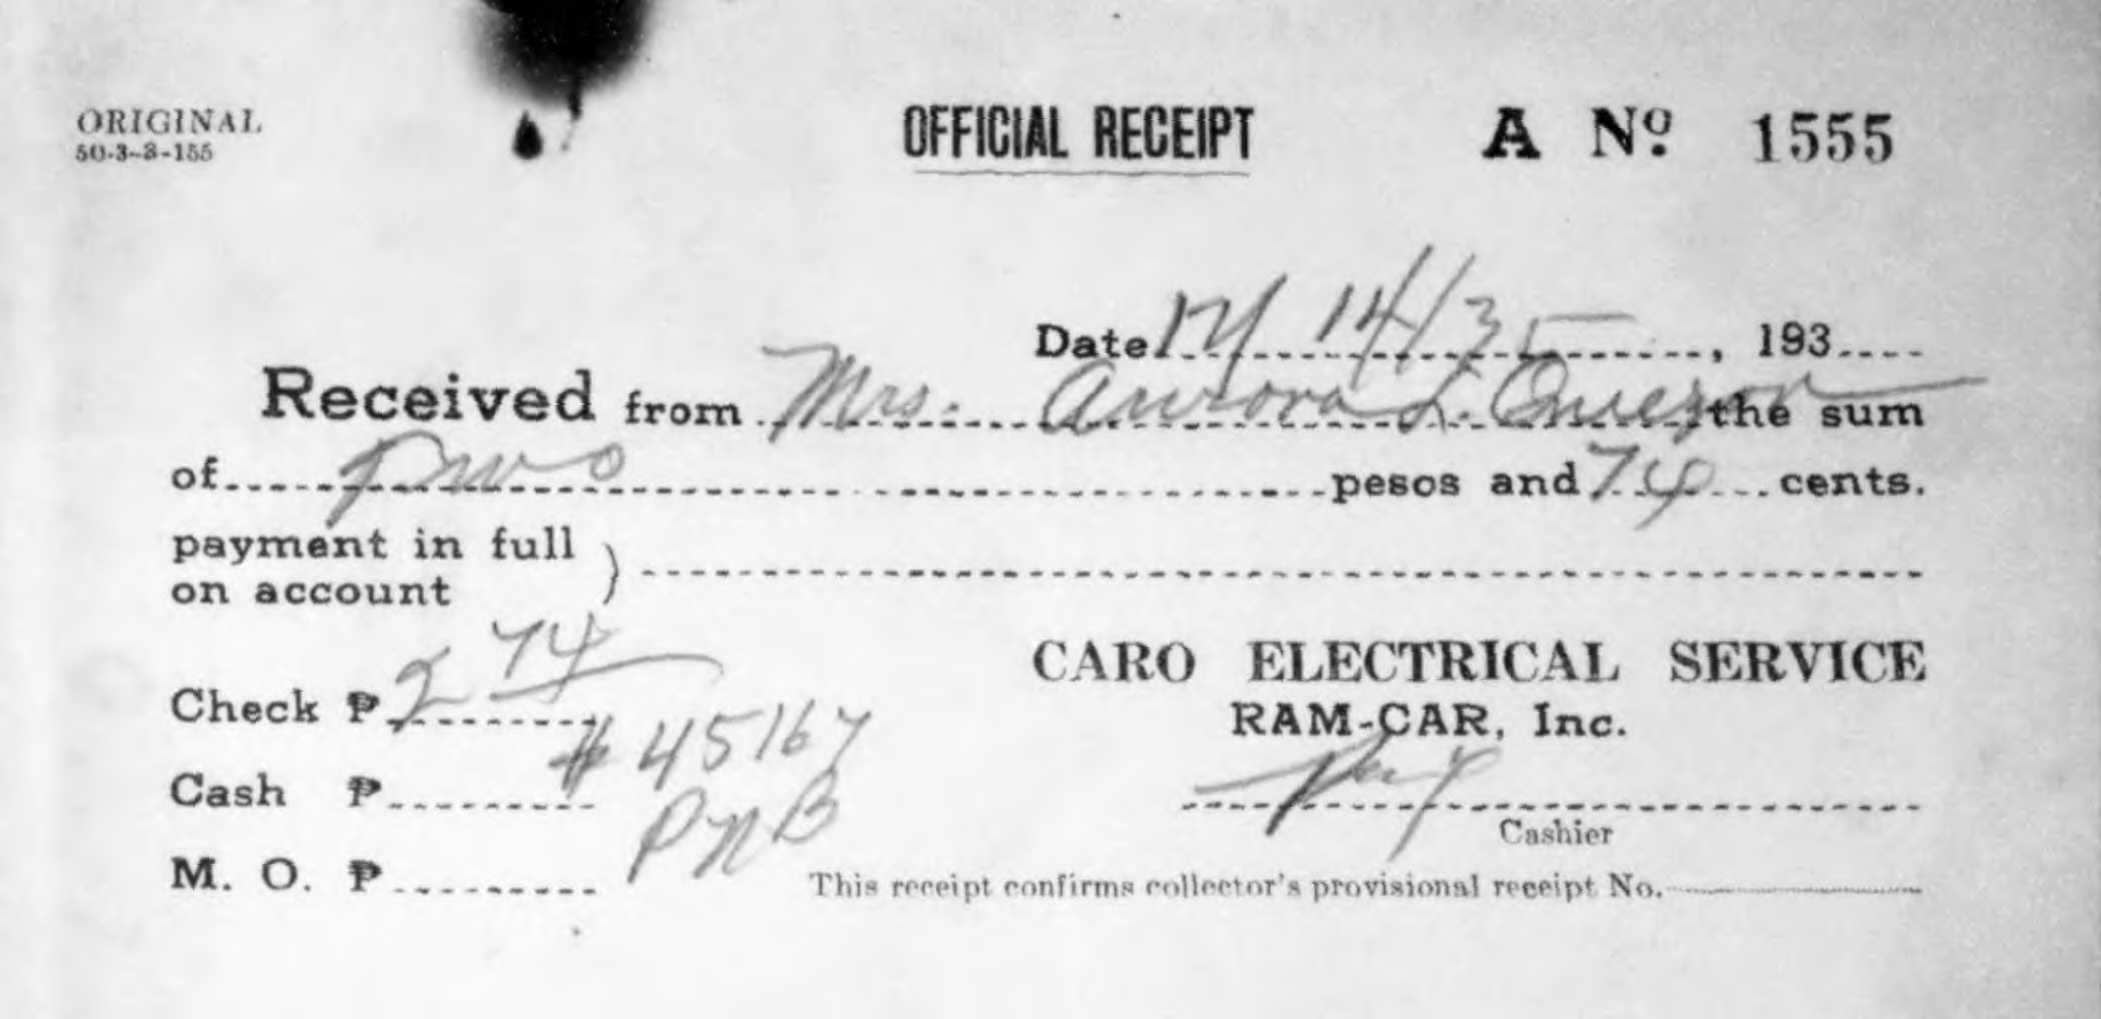 ORIGINAL
50-3-3-155
OFFICIAL RECEIPT
A Nº 1555
Date 12/14/35, 193
Received from Mrs. Aurora L. Quezon the sum
of two pesos and 74 cents.
payment in full )
on account
Check ₱ 2 74
# 45167
Cash ₱
PNB
M. O. ₱
CARO ELECTRICAL SERVICE
RAM-CAR, Inc.
Cashier
This receipt confirms collector's provisional receipt No.